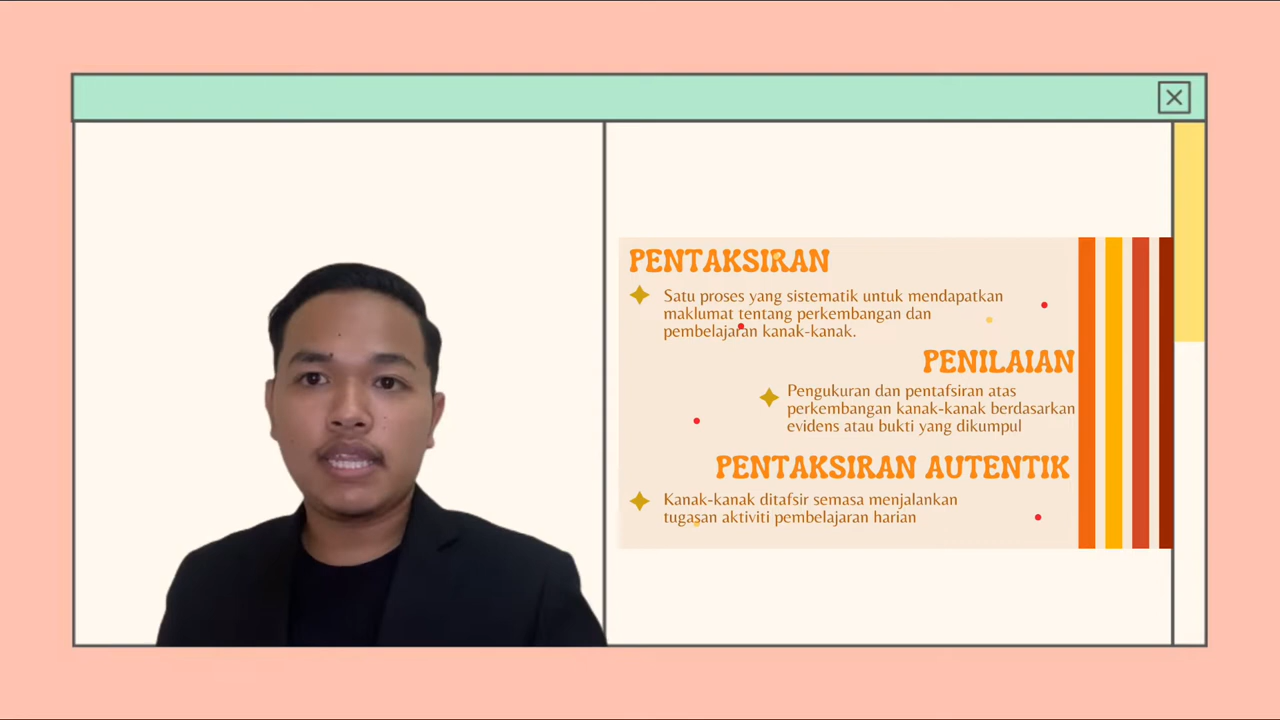 PENTAKSIRAN
Satu proses yang sistematik untuk mendapatkan
maklumat tentang perkembangan dan
pembelajaran kanak-kanak.
PENILAIAN
Pengukuran dan pentafsiran atas
perkembangan kanak-kanak berdasarkan
evidens atau bukti yang dikumpul
PENTAKSIRAN AUTENTIK
Kanak-kanak ditafsir semasa menjalankan
tugasan aktiviti pembelajaran harian